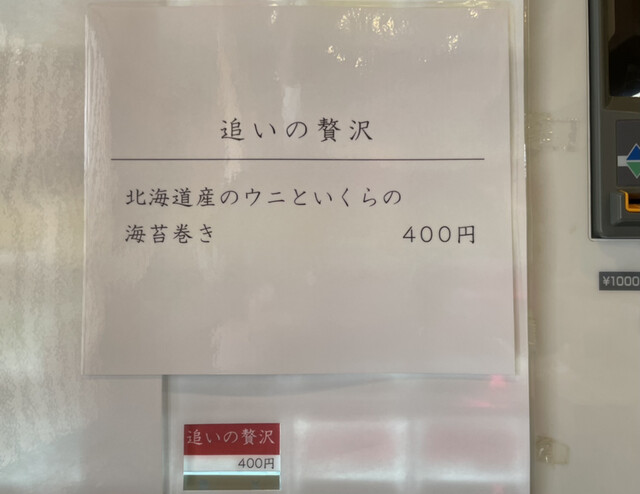 追いの贅沢
北海道産のウニといくらの
海苔巻き 400円
¥1000
追いの贅沢
400円